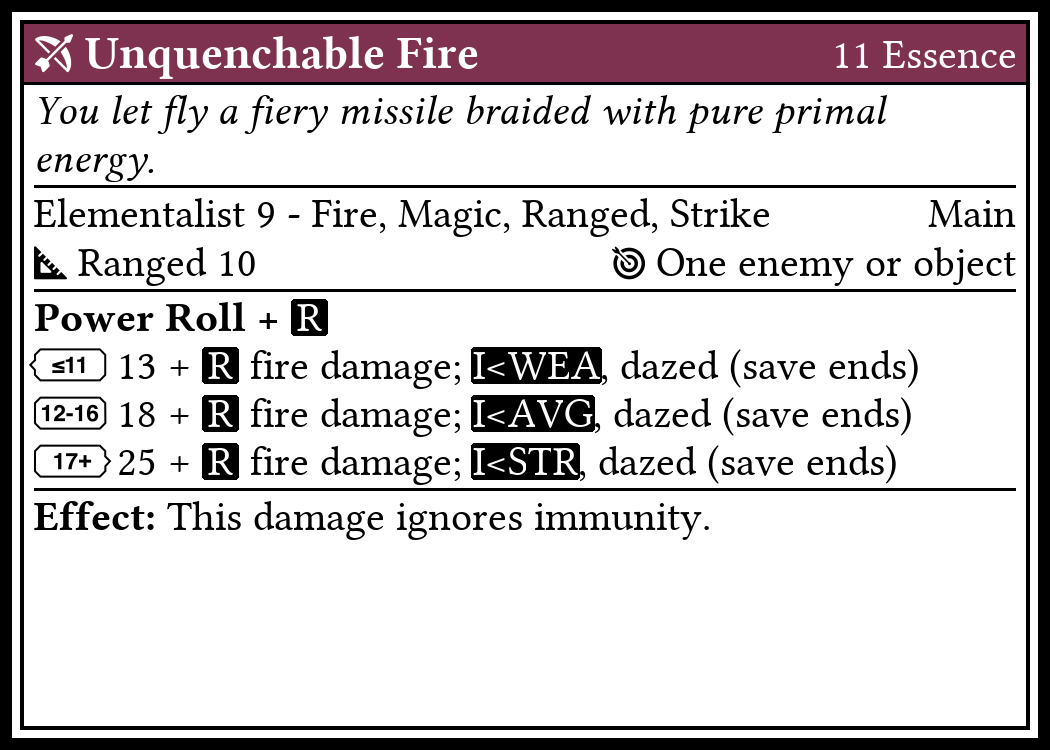 Unquenchable Fire 11 Essence
You let fly a fiery missile braided with pure primal
energy.
Elementalist 9 - Fire, Magic, Ranged, Strike Main
Ranged 10 One enemy or object
Power Roll + R
≤11 13 + R fire damage; I<WEA, dazed (save ends)
12-16 18 + R fire damage; I<AVG, dazed (save ends)
17+ 25 + R fire damage; I<STR, dazed (save ends)
Effect: This damage ignores immunity.